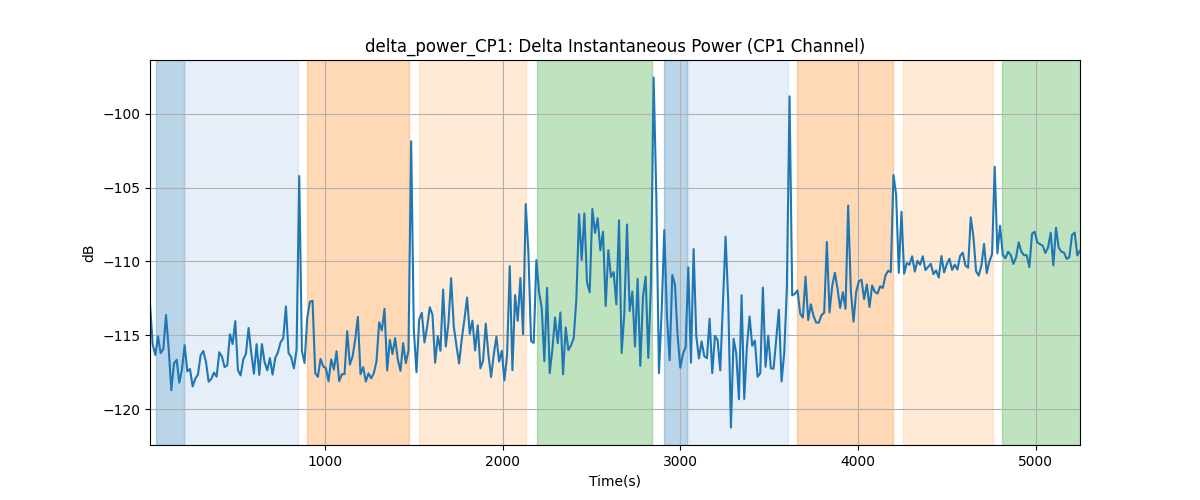 delta_power_CP1: Delta Instantaneous Power (CP1 Channel)
dB
−100
−105
−110
−115
−120
1000 2000 3000 4000 5000
Time(s)